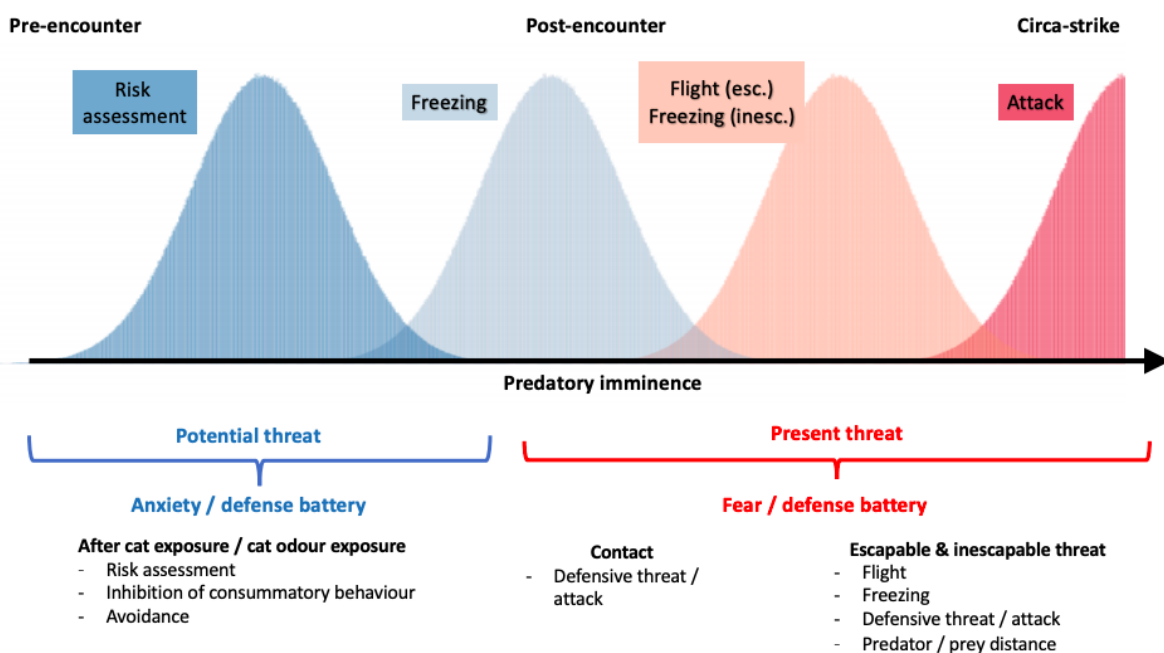 Pre-encounter
Post-encounter
Circa-strike
Risk
assessment
Freezing
Flight (esc.)
Freezing (inesc.)
Attack
Predatory imminence
Potential threat
Present threat
Anxiety / defense battery
Fear / defense battery
After cat exposure / cat odour exposure
- Risk assessment
- Inhibition of consummatory behaviour
- Avoidance
Contact
- Defensive threat /
attack
Escapable & inescapable threat
- Flight
- Freezing
- Defensive threat / attack
- Predator / prey distance